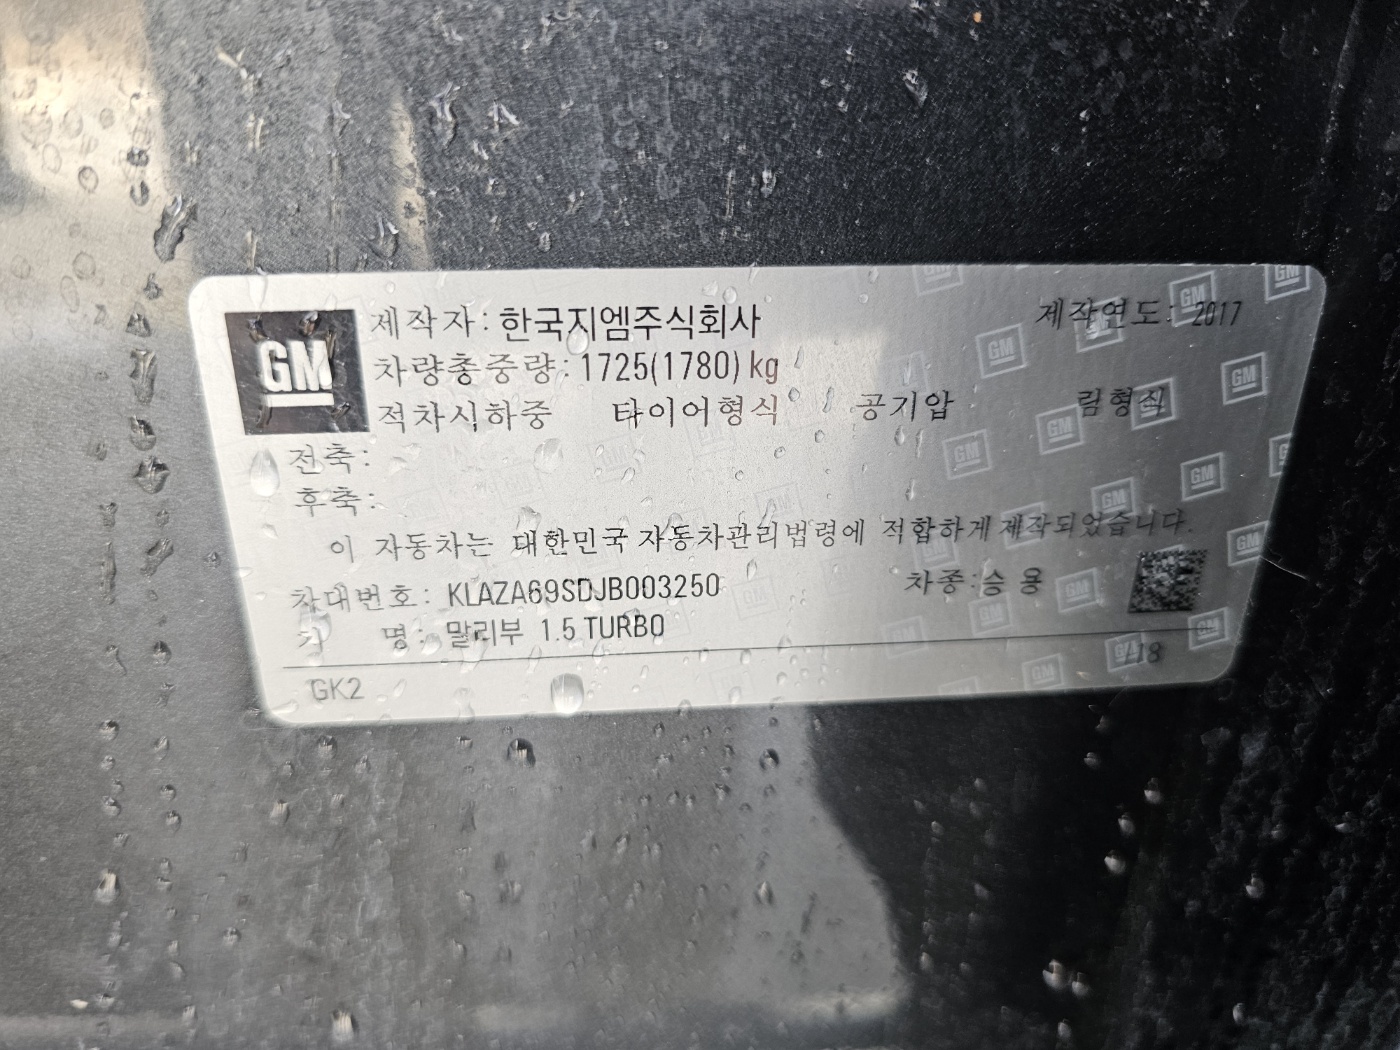 GM 제작자: 한국지엠주식회사 제작연도: 2017
차량총중량: 1725(1780) kg
적차시하중 타이어형식 공기압 림형식
전축:
후축:
이 자동차는 대한민국 자동차관리법령에 적합하게 제작되었습니다.
차대번호: KLAZA69SDJB003250 차종:승 용
명: 말리부 1.5 TURBO
GK2